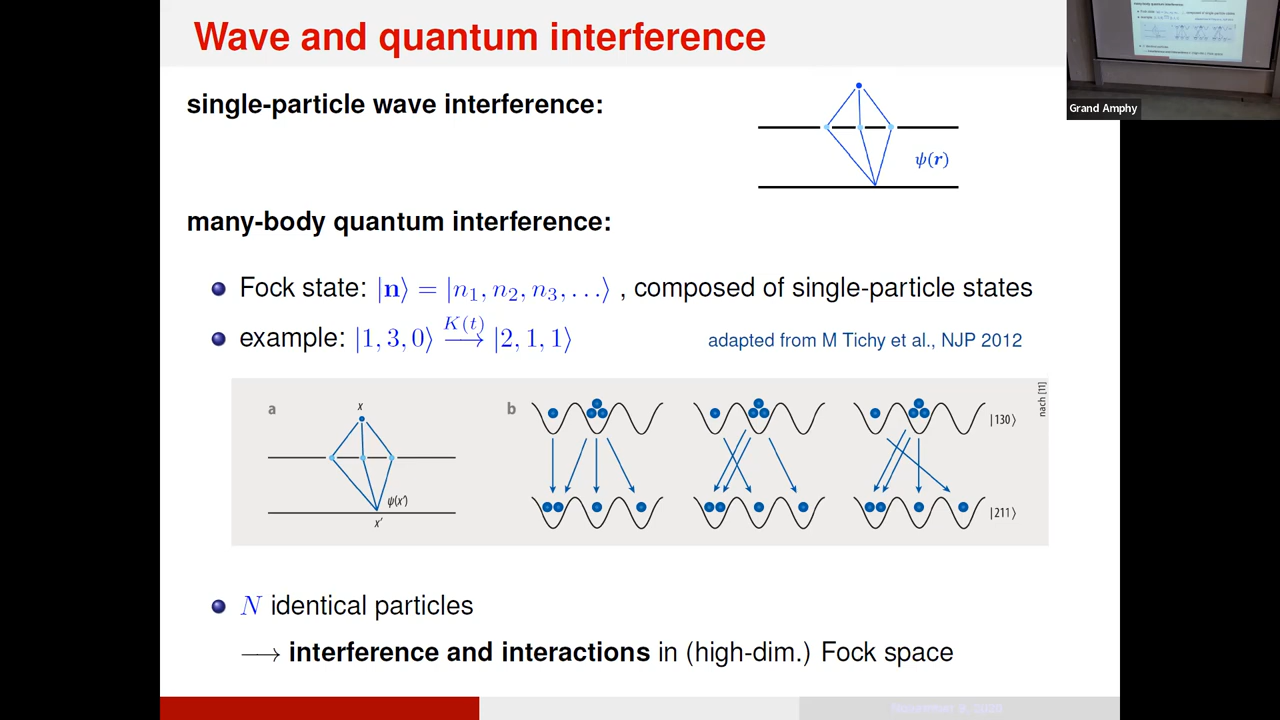 Wave and quantum interference
Grand Amphy
single-particle wave interference:
ψ(r)
many-body quantum interference:
Fock state: |n⟩ = |n₁, n₂, n₃, . . .⟩ , composed of single-particle states
example: |1, 3, 0⟩ K(t) ⟶ |2, 1, 1⟩
adapted from M Tichy et al., NJP 2012
a
x
ψ(x')
x'
b
|130⟩
|211⟩
nach [11]
N identical particles
⟶ interference and interactions in (high-dim.) Fock space